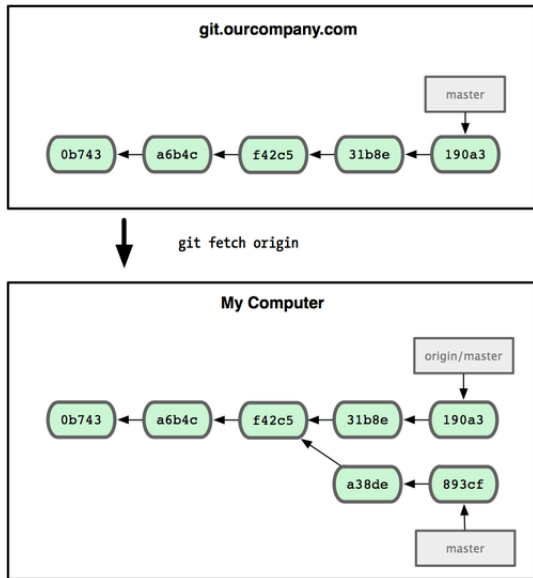 git.ourcompany.com
master
0b743 a6b4c f42c5 31b8e 190a3
git fetch origin
My Computer
origin/master
0b743 a6b4c f42c5 31b8e 190a3
a38de 893cf
master